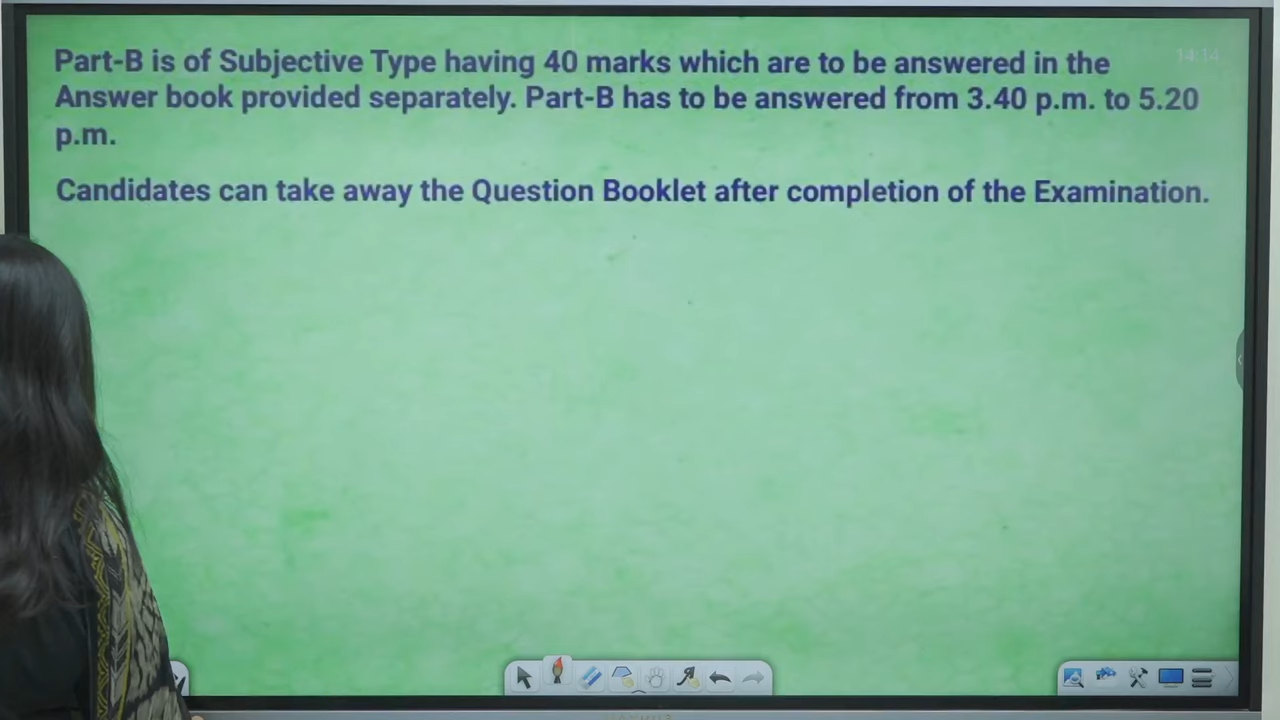 Part-B is of Subjective Type having 40 marks which are to be answered in the
Answer book provided separately. Part-B has to be answered from 3.40 p.m. to 5.20
p.m.
Candidates can take away the Question Booklet after completion of the Examination.
14:14